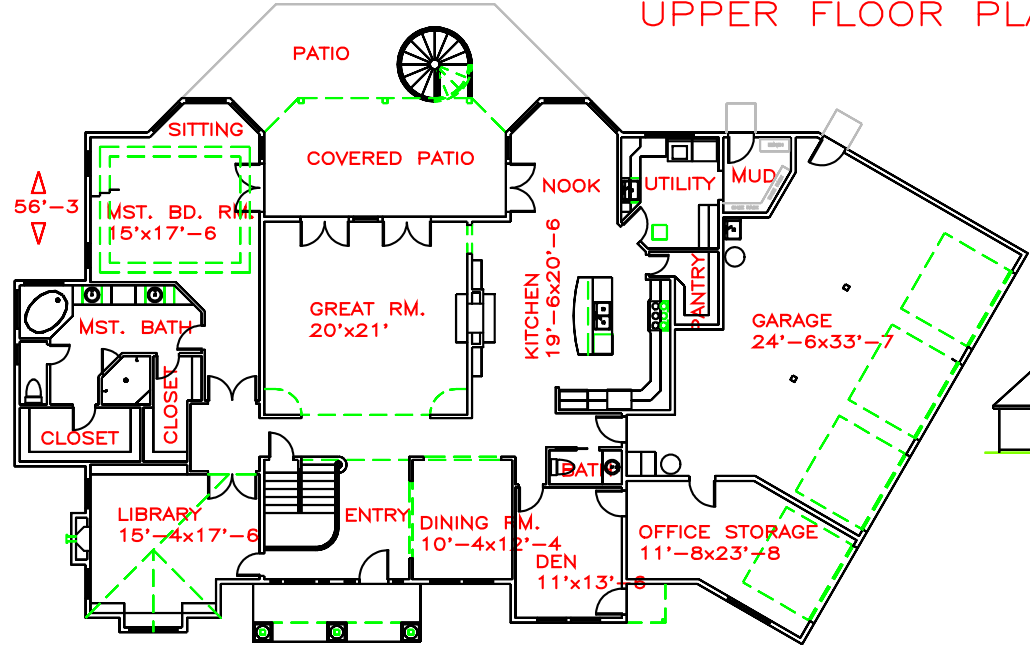 UPPER FLOOR PLA
PATIO
SITTING
COVERED PATIO
NOOK
UTILITY
MUD
56'-3
MST. BD. RM.
15'x17'-6
GREAT RM.
20'x21'
KITCHEN
19'-6x20'-6
PANTRY
GARAGE
24'-6x33'-7
MST. BATH
CLOSET
CLOSET
BATH
LIBRARY
15'-4x17'-6
ENTRY
DINING RM.
10'-4x12'-4
DEN
11'x13'-6
OFFICE STORAGE
11'-8x23'-8